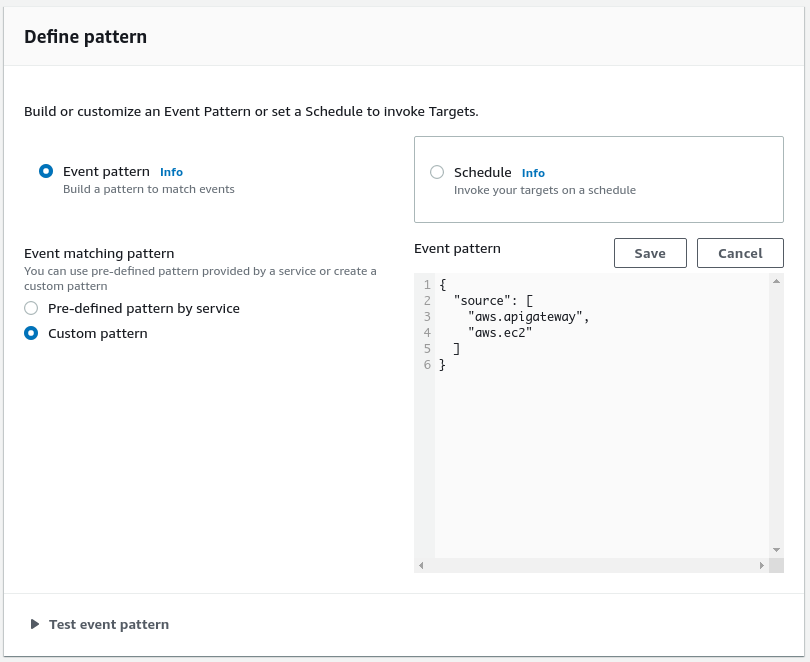 Define pattern
Build or customize an Event Pattern or set a Schedule to invoke Targets.
Event pattern Info
Build a pattern to match events
Schedule Info
Invoke your targets on a schedule
Event matching pattern
You can use pre-defined pattern provided by a service or create a
custom pattern
Pre-defined pattern by service
Custom pattern
Event pattern Save Cancel
1 {
2   "source": [
3     "aws.apigateway",
4     "aws.ec2"
5   ]
6 }
Test event pattern